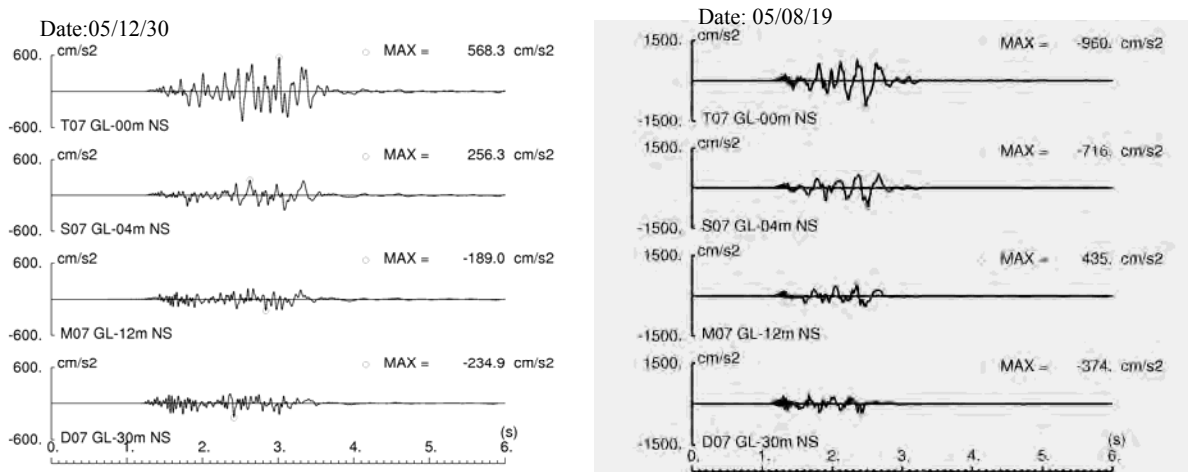 Date:05/12/30
600. cm/s2 MAX = 568.3 cm/s2
-600. T07 GL-00m NS
600. cm/s2 MAX = 256.3 cm/s2
-600. S07 GL-04m NS
600. cm/s2 MAX = -189.0 cm/s2
-600. M07 GL-12m NS
600. cm/s2 MAX = -234.9 cm/s2
-600. D07 GL-30m NS
(s)
0. 1. 2. 3. 4. 5. 6.
Date: 05/08/19
1500. cm/s2 MAX = -960. cm/s2
-1500. T07 GL-00m NS
1500. cm/s2 MAX = -716. cm/s2
-1500. S07 GL-04m NS
1500. cm/s2 MAX = 435. cm/s2
-1500. M07 GL-12m NS
1500. cm/s2 MAX = -374. cm/s2
-1500. D07 GL-30m NS
(s)
0. 1. 2. 3. 4. 5. 6.